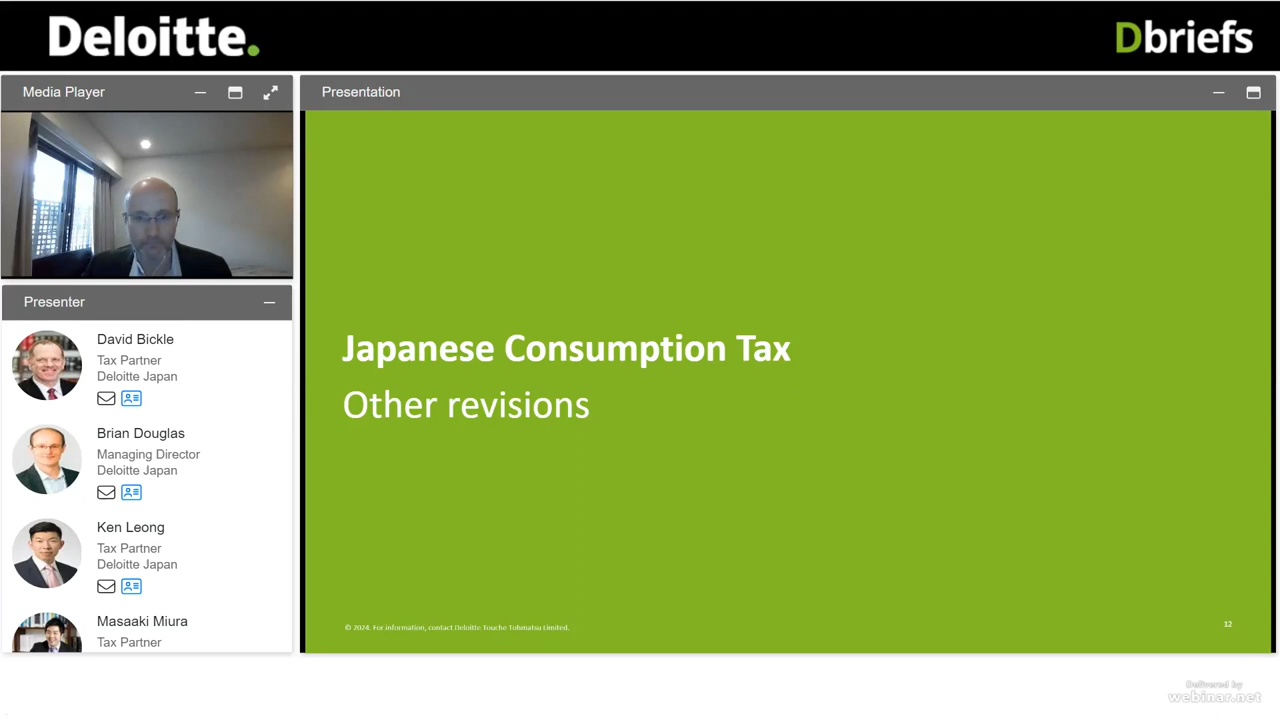 Deloitte.
Dbriefs
Media Player
Presentation
Presenter
David Bickle
Tax Partner
Deloitte Japan
Brian Douglas
Managing Director
Deloitte Japan
Ken Leong
Tax Partner
Deloitte Japan
Masaaki Miura
Tax Partner
Japanese Consumption Tax
Other revisions
© 2024. For information, contact Deloitte Touche Tohmatsu Limited.
12
Delivered by
webinar.net